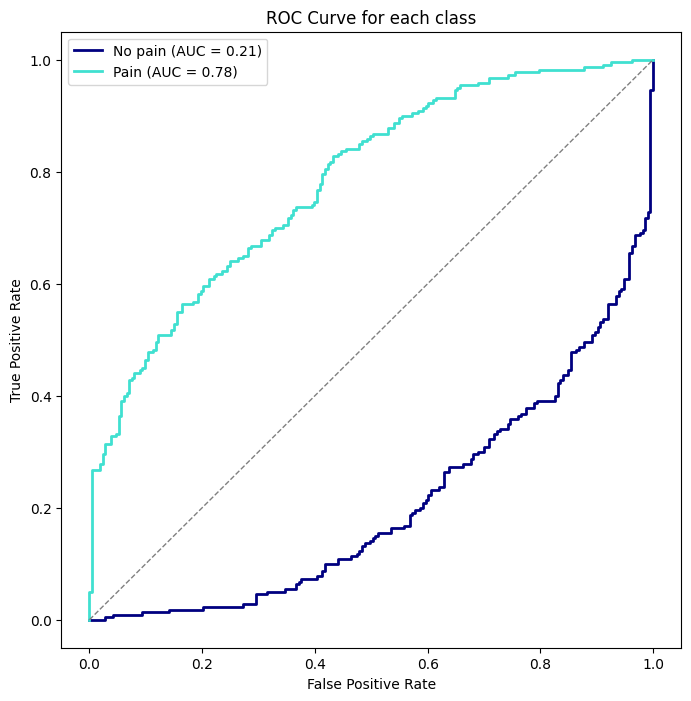 ROC Curve for each class
No pain (AUC = 0.21)
Pain (AUC = 0.78)
1.0
0.8
0.6
0.4
0.2
0.0
True Positive Rate
0.0 0.2 0.4 0.6 0.8 1.0
False Positive Rate